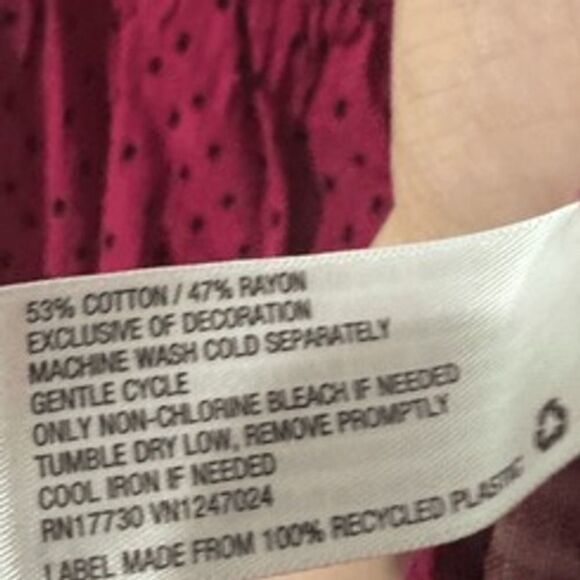 53% COTTON / 47% RAYON
EXCLUSIVE OF DECORATION
MACHINE WASH COLD SEPARATELY
GENTLE CYCLE
ONLY NON-CHLORINE BLEACH IF NEEDED
TUMBLE DRY LOW, REMOVE PROMPTLY
COOL IRON IF NEEDED
RN17730 VN1247024
LABEL MADE FROM 100% RECYCLED PLASTIC